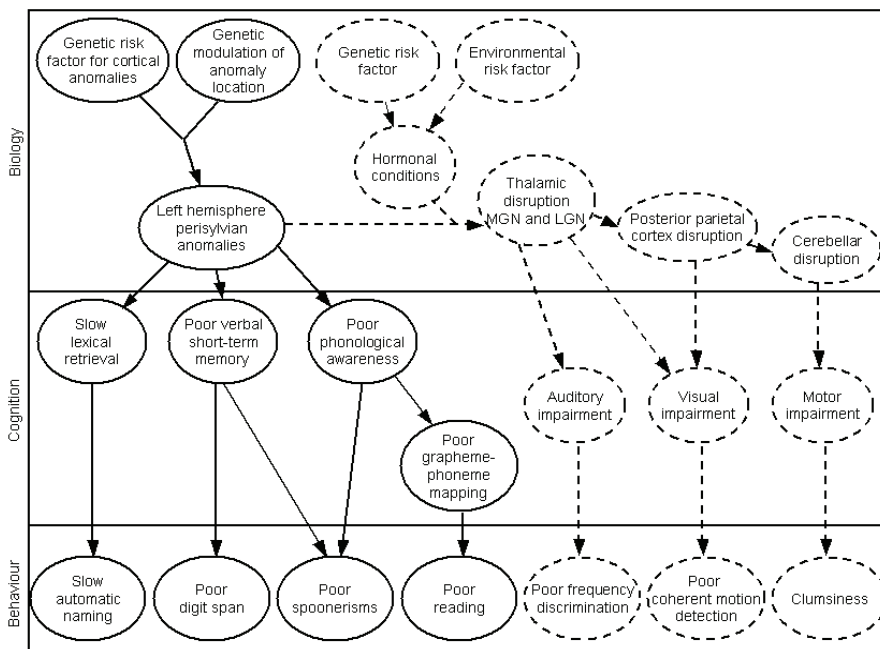 Biology
Genetic risk
factor for cortical
anomalies
Genetic
modulation of
anomaly
location
Genetic risk
factor
Environmental
risk factor
Hormonal
conditions
Left hemisphere
perisylvian
anomalies
Thalamic
disruption
MGN and LGN
Posterior parietal
cortex disruption
Cerebellar
disruption
Cognition
Slow
lexical
retrieval
Poor verbal
short-term
memory
Poor
phonological
awareness
Auditory
impairment
Visual
impairment
Motor
impairment
Poor
grapheme-
phoneme
mapping
Behaviour
Slow
automatic
naming
Poor
digit span
Poor
spoonerisms
Poor
reading
Poor frequency
discrimination
Poor
coherent motion
detection
Clumsiness